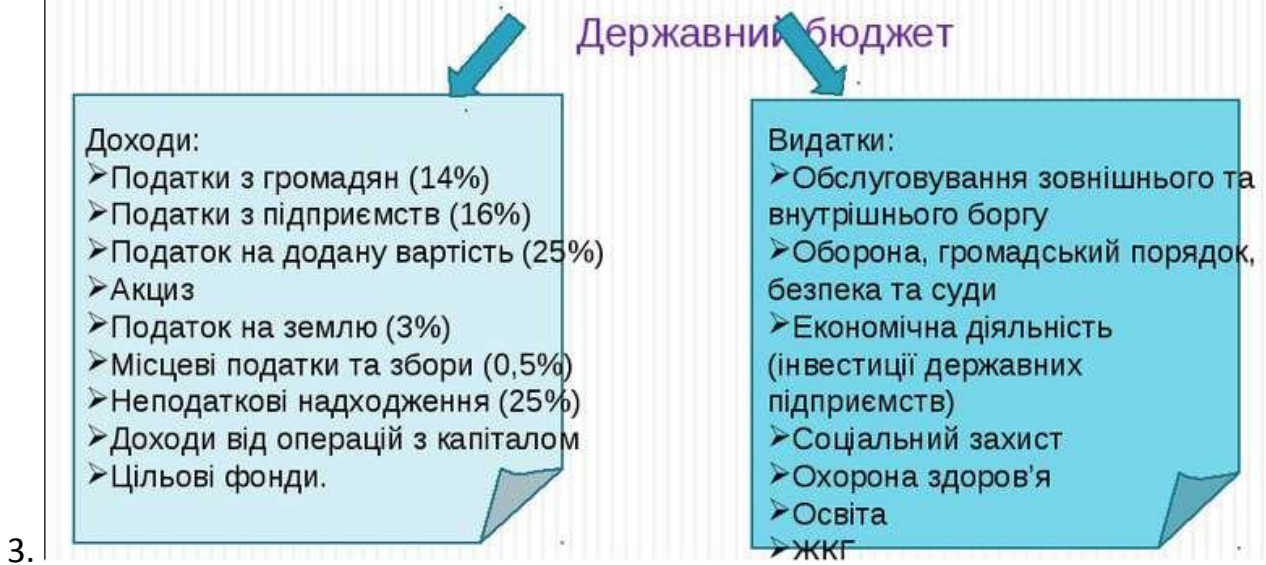 Державний бюджет
Доходи:
➢Податки з громадян (14%)
➢Податки з підприємств (16%)
➢Податок на додану вартість (25%)
➢Акциз
➢Податок на землю (3%)
➢Місцеві податки та збори (0,5%)
➢Неподаткові надходження (25%)
➢Доходи від операцій з капіталом
➢Цільові фонди.
Видатки:
➢Обслуговування зовнішнього та
внутрішнього боргу
➢Оборона, громадський порядок,
безпека та суди
➢Економічна діяльність
(інвестиції державних
підприємств)
➢Соціальний захист
➢Охорона здоров'я
➢Освіта
➢ЖКГ
3.